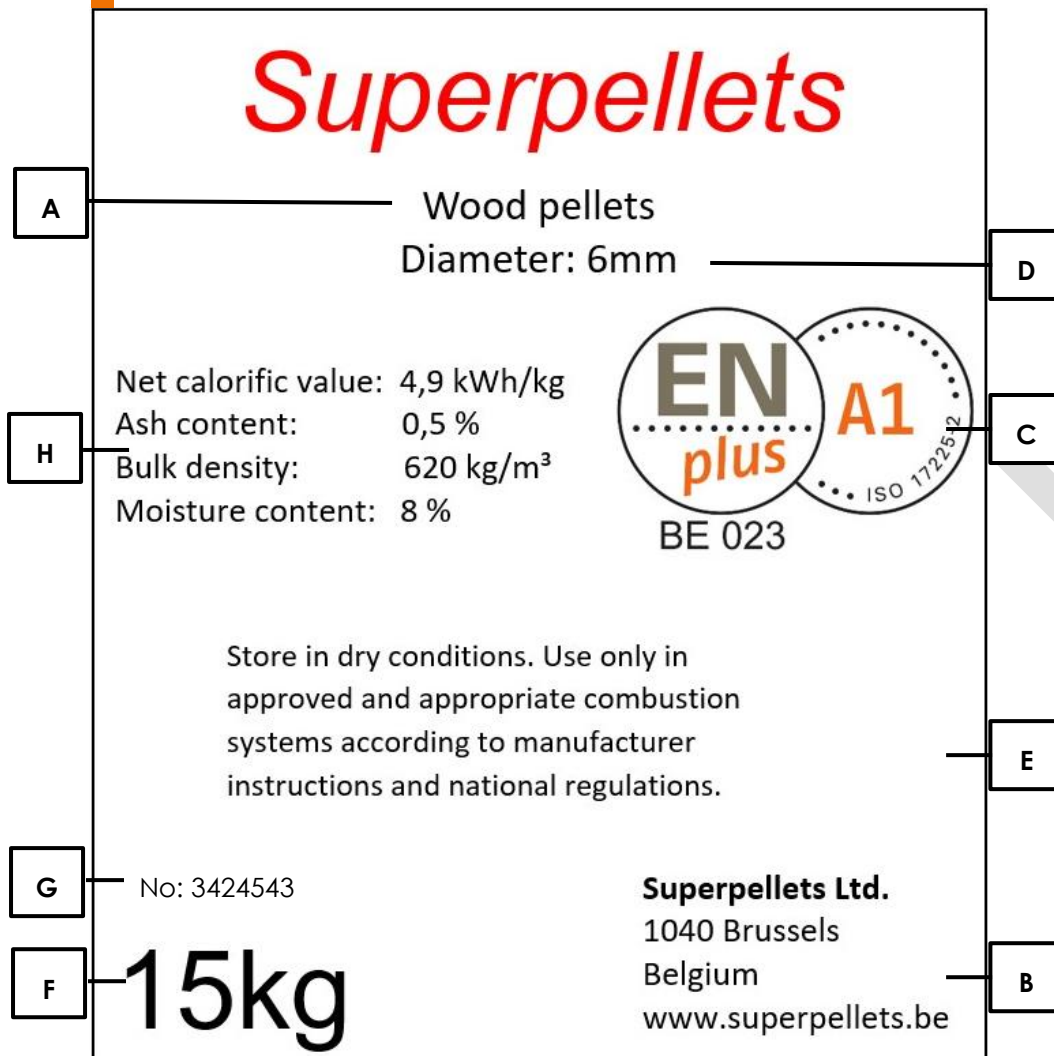 Superpellets
A
Wood pellets
Diameter: 6mm
D
EN
plus
A1
ISO 17225-2
BE 023
C
H
Net calorific value: 4,9 kWh/kg
Ash content: 0,5 %
Bulk density: 620 kg/m³
Moisture content: 8 %
Store in dry conditions. Use only in
approved and appropriate combustion
systems according to manufacturer
instructions and national regulations.
E
G
No: 3424543
F
15kg
Superpellets Ltd.
1040 Brussels
Belgium
www.superpellets.be
B